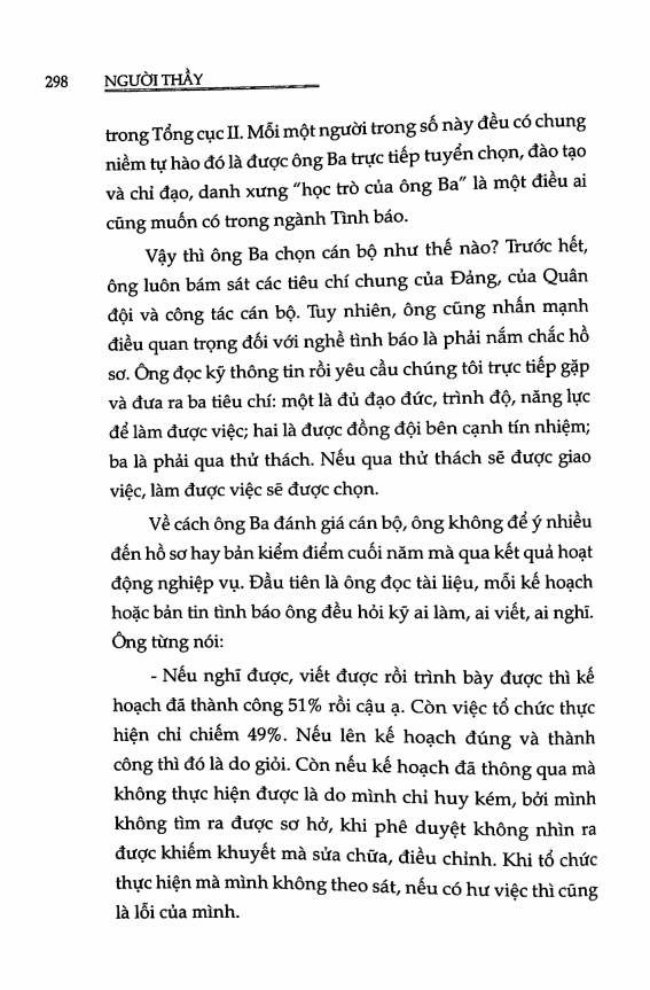 298 NGƯỜI THẦY
trong Tổng cục II. Mỗi một người trong số này đều có chung
niềm tự hào đó là được ông Ba trực tiếp tuyển chọn, đào tạo
và chỉ đạo, danh xưng "học trò của ông Ba" là một điều ai
cũng muốn có trong ngành Tình báo.
Vậy thì ông Ba chọn cán bộ như thế nào? Trước hết,
ông luôn bám sát các tiêu chí chung của Đảng, của Quân
đội và công tác cán bộ. Tuy nhiên, ông cũng nhấn mạnh
điều quan trọng đối với nghề tình báo là phải nắm chắc hồ
sơ. Ông đọc kỹ thông tin rồi yêu cầu chúng tôi trực tiếp gặp
và đưa ra ba tiêu chí: một là đủ đạo đức, trình độ, năng lực
để làm được việc; hai là được đồng đội bên cạnh tín nhiệm;
ba là phải qua thử thách. Nếu qua thử thách sẽ được giao
việc, làm được việc sẽ được chọn.
Về cách ông Ba đánh giá cán bộ, ông không để ý nhiều
đến hồ sơ hay bản kiểm điểm cuối năm mà qua kết quả hoạt
động nghiệp vụ. Đầu tiên là ông đọc tài liệu, mỗi kế hoạch
hoặc bản tin tình báo ông đều hỏi kỹ ai làm, ai viết, ai nghĩ.
Ông từng nói:
- Nếu nghĩ được, viết được rồi trình bày được thì kế
hoạch đã thành công 51% rồi cậu ạ. Còn việc tổ chức thực
hiện chỉ chiếm 49%. Nếu lên kế hoạch đúng và thành
công thì đó là do giỏi. Còn nếu kế hoạch đã thông qua mà
không thực hiện được là do mình chỉ huy kém, bởi mình
không tìm ra được sơ hở, khi phê duyệt không nhìn ra
được khiếm khuyết mà sửa chữa, điều chỉnh. Khi tổ chức
thực hiện mà mình không theo sát, nếu có hư việc thì cũng
là lỗi của mình.